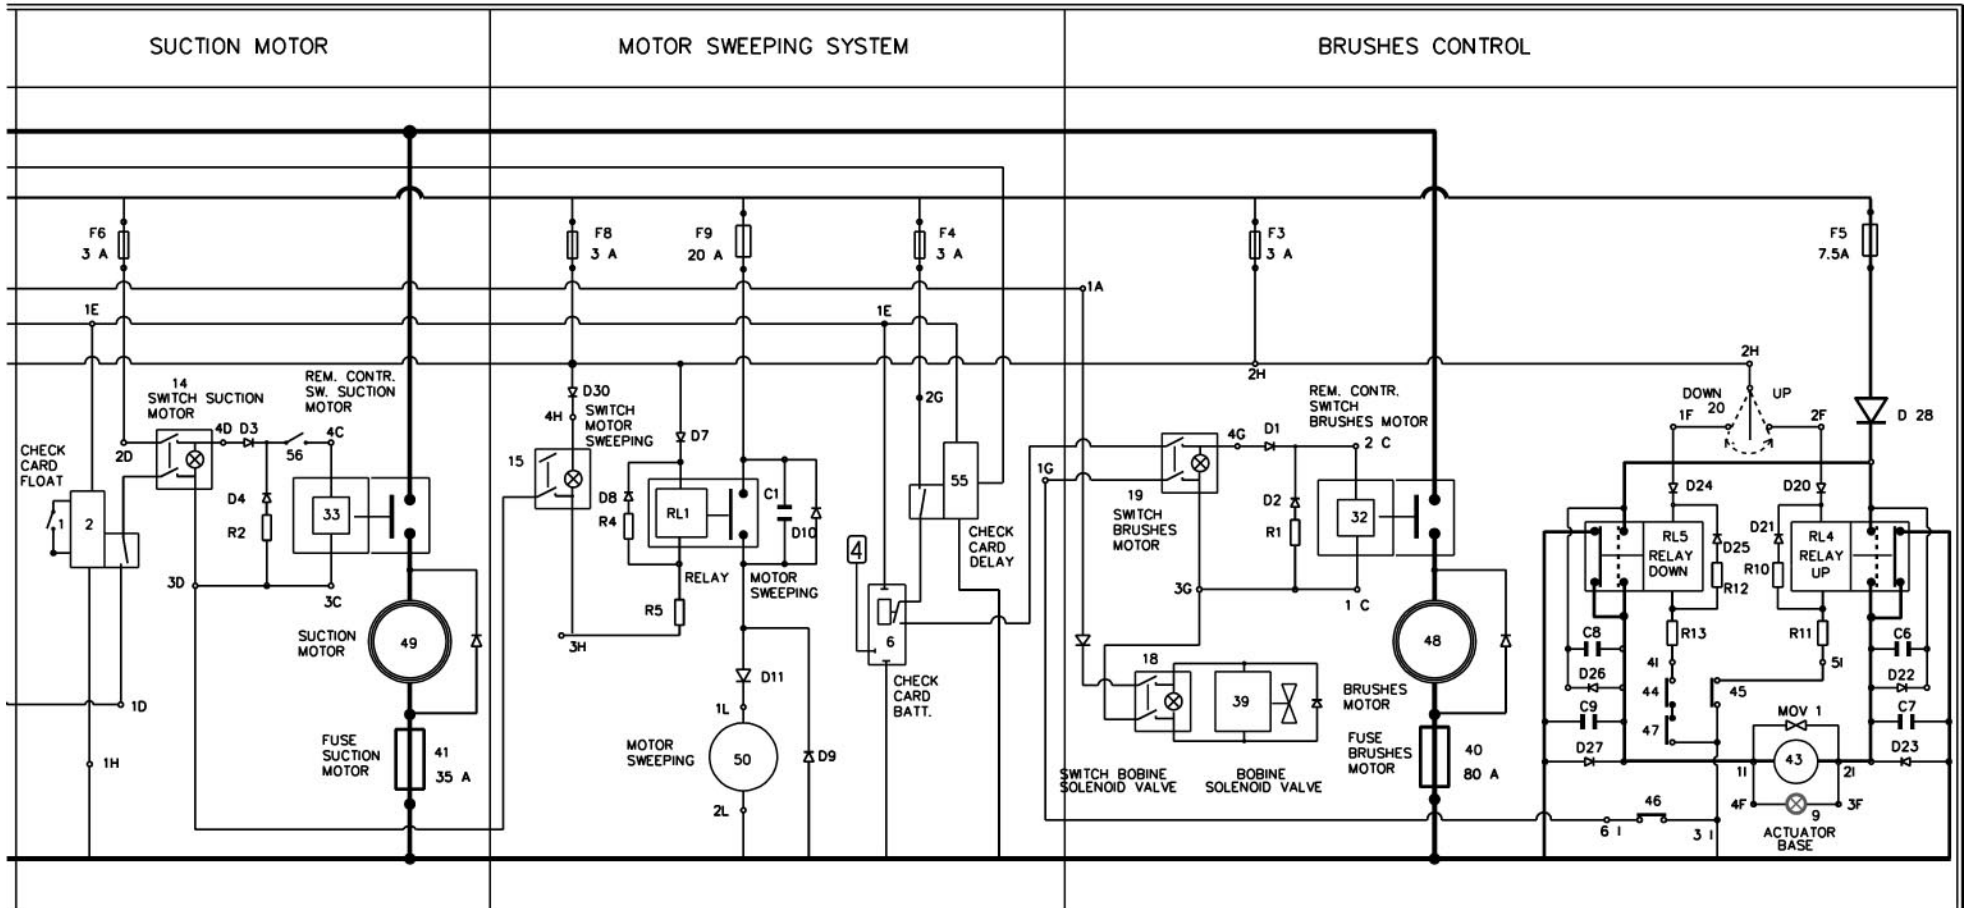 SUCTION MOTOR
MOTOR SWEEPING SYSTEM
BRUSHES CONTROL
F6
3 A
1E
14
SWITCH SUCTION
MOTOR
REM. CONTR.
SW. SUCTION
MOTOR
4D
D3
4C
56
2D
CHECK
CARD
FLOAT
1
2
D4
R2
33
3D
3C
SUCTION
MOTOR
49
1D
1H
FUSE
SUCTION
MOTOR
41
35 A
F8
3 A
F9
20 A
F4
3 A
1E
D30
4H
SWITCH
MOTOR
SWEEPING
15
D7
D8
R4
RL1
C1
D10
RELAY
MOTOR
SWEEPING
R5
3H
D11
1L
MOTOR
SWEEPING
50
D9
2L
2G
55
CHECK
CARD
DELAY
4
6
CHECK
CARD
BATT.
1A
F3
3 A
2H
F5
7.5A
2H
REM. CONTR.
SWITCH
BRUSHES MOTOR
4G
D1
2 C
1G
19
SWITCH
BRUSHES
MOTOR
D2
R1
32
3G
1 C
18
39
48
BRUSHES
MOTOR
FUSE
BRUSHES
MOTOR
40
80 A
SWITCH BOBINE
SOLENOID VALVE
BOBINE
SOLENOID VALVE
DOWN
20
UP
1F
2F
D 28
D24
D20
RL5
RELAY
DOWN
D25
R12
D21
R10
RL4
RELAY
UP
R13
R11
C8
C6
4I
5I
D26
D22
44
45
C9
MOV 1
C7
47
D27
D23
43
1I
2I
4F
3F
9
ACTUATOR
BASE
46
6 I
3 I